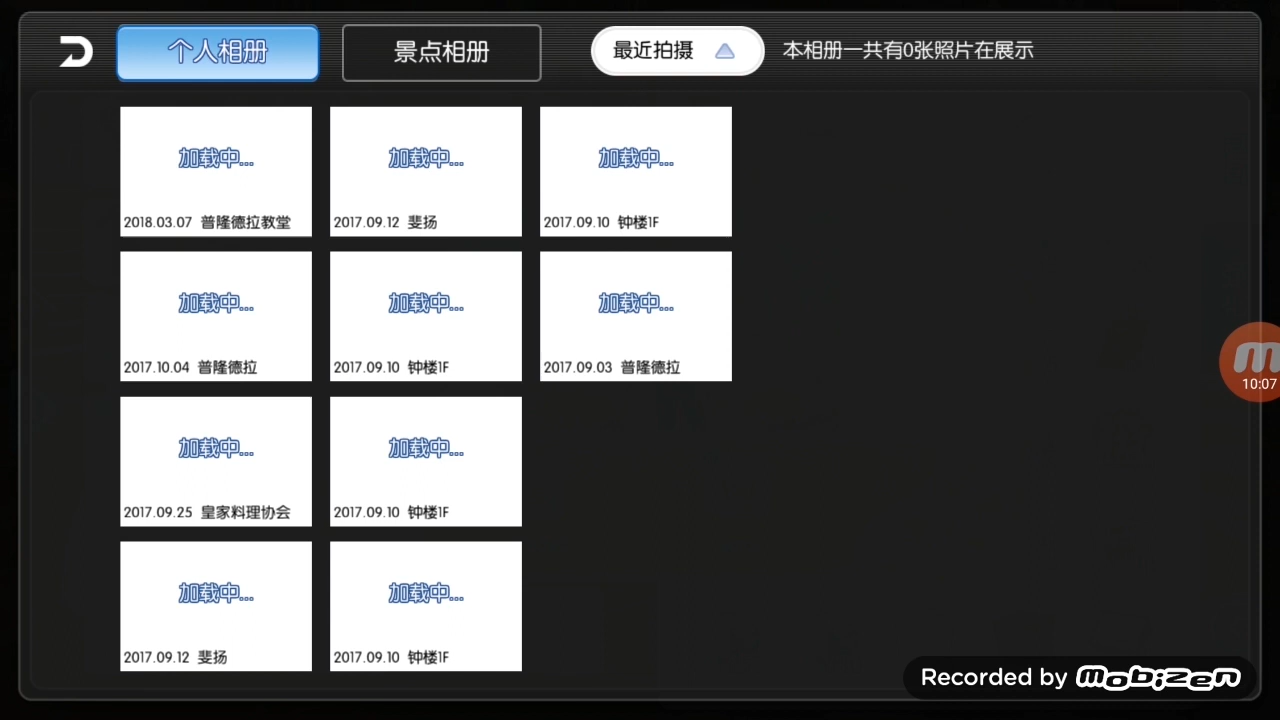 个人相册
景点相册
最近拍摄
本相册一共有0张照片在展示
加载中...
2018.03.07 普隆德拉教堂
加载中...
2017.09.12 斐扬
加载中...
2017.09.10 钟楼1F
加载中...
2017.10.04 普隆德拉
加载中...
2017.09.10 钟楼1F
加载中...
2017.09.03 普隆德拉
加载中...
2017.09.25 皇家料理协会
加载中...
2017.09.10 钟楼1F
加载中...
2017.09.12 斐扬
加载中...
2017.09.10 钟楼1F
10:07
Recorded by mobizen